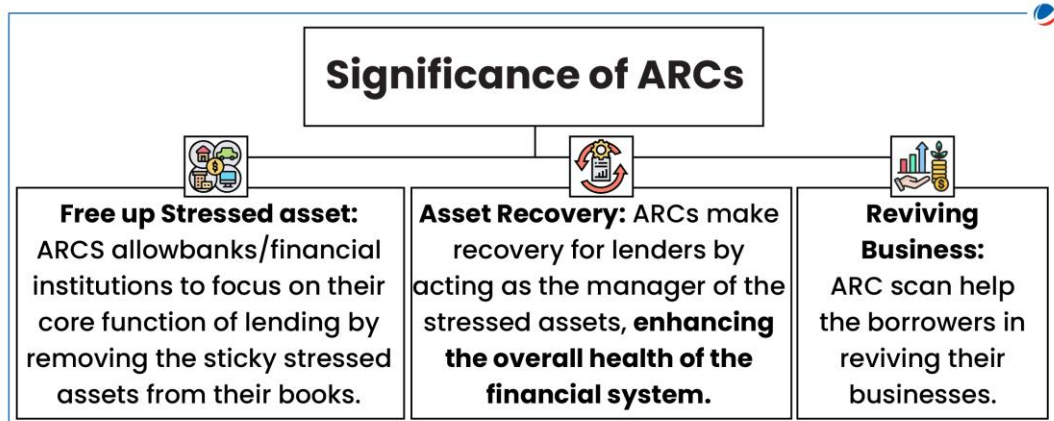 Significance of ARCs
Free up Stressed asset:
ARCS allowbanks/financial
institutions to focus on their
core function of lending by
removing the sticky stressed
assets from their books.
Asset Recovery: ARCs make
recovery for lenders by
acting as the manager of the
stressed assets, enhancing
the overall health of the
financial system.
Reviving
Business:
ARC scan help
the borrowers in
reviving their
businesses.